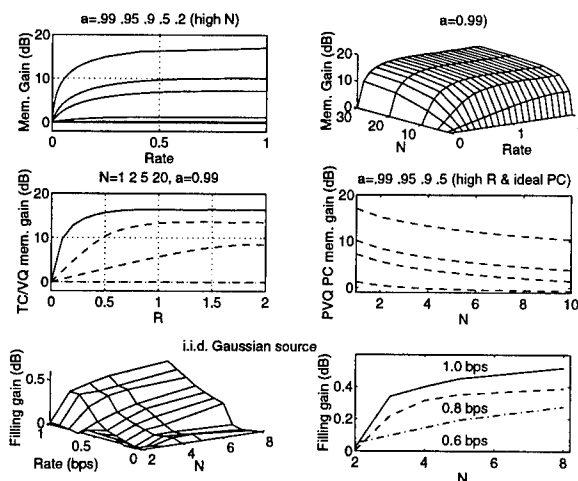 a=.99 .95 .9 .5 .2 (high N)
Mem. Gain (dB)
20
10
0
0
0.5
1
Rate
a=0.99)
Mem. Gain (dB)
20
10
0
30
20
10
N
0
1
2
Rate
N=1 2 5 20, a=0.99
TC/VQ mem. gain (dB)
20
10
0
0
0.5
1
1.5
2
R
a=.99 .95 .9 .5 (high R & ideal PC)
PVQ PC mem. gain (dB)
20
15
10
5
0
2
4
6
8
10
N
i.i.d. Gaussian source
Filling gain (dB)
0.5
0
1
0.5
0
Rate (bps)
2
4
6
8
N
Filling gain (dB)
0.4
0.2
0
1.0 bps
0.8 bps
0.6 bps
2
4
6
8
N